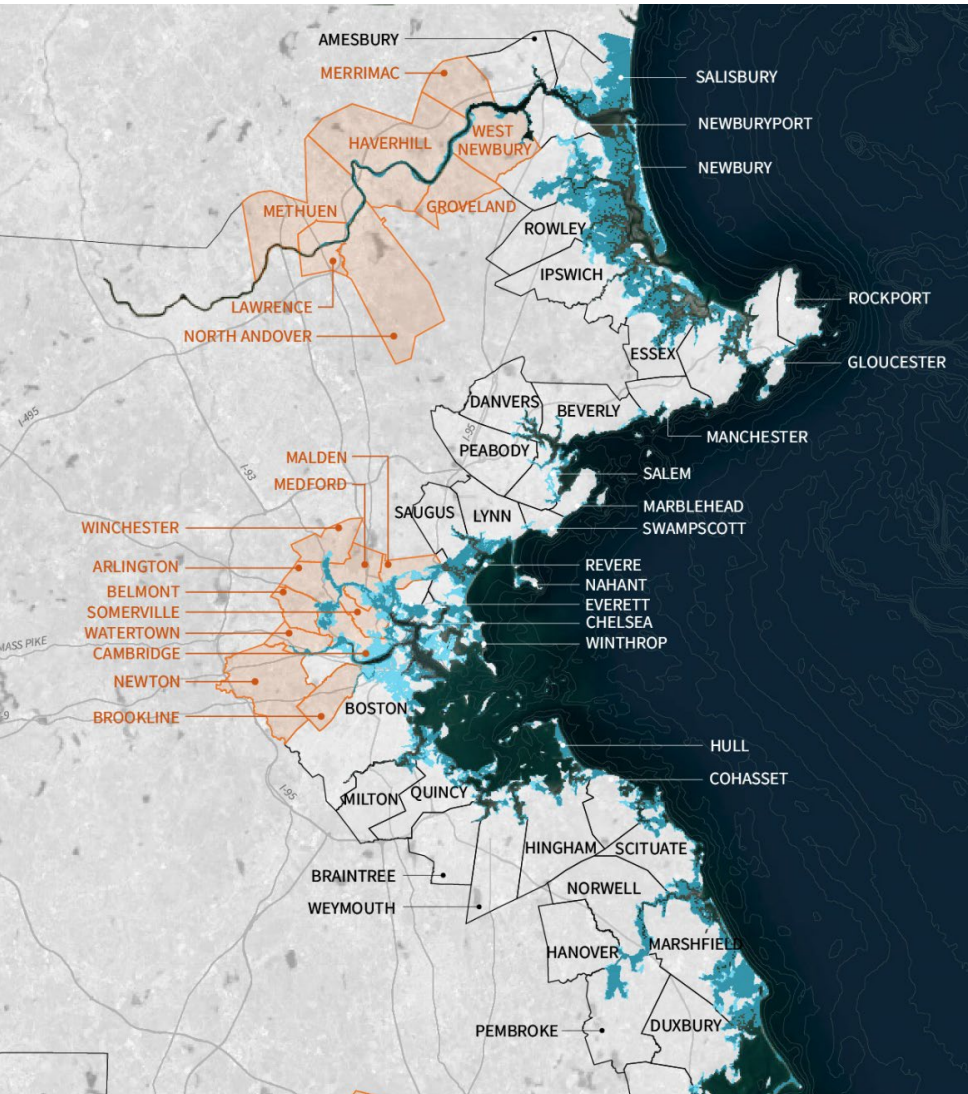 AMESBURY
MERRIMAC
SALISBURY
NEWBURYPORT
HAVERHILL
WEST
NEWBURY
NEWBURY
METHUEN
GROVELAND
ROWLEY
IPSWICH
LAWRENCE
ROCKPORT
NORTH ANDOVER
ESSEX
GLOUCESTER
I-495
DANVERS
BEVERLY
I-95
MANCHESTER
PEABODY
MALDEN
I-93
SALEM
MEDFORD
MARBLEHEAD
SAUGUS
LYNN
WINCHESTER
SWAMPSCOTT
ARLINGTON
REVERE
NAHANT
BELMONT
EVERETT
SOMERVILLE
CHELSEA
WATERTOWN
MASS PIKE
WINTHROP
CAMBRIDGE
NEWTON
BOSTON
-9
BROOKLINE
HULL
COHASSET
I-95
MILTON
QUINCY
HINGHAM
SCITUATE
BRAINTREE
NORWELL
WEYMOUTH
HANOVER
MARSHFIELD
PEMBROKE
DUXBURY